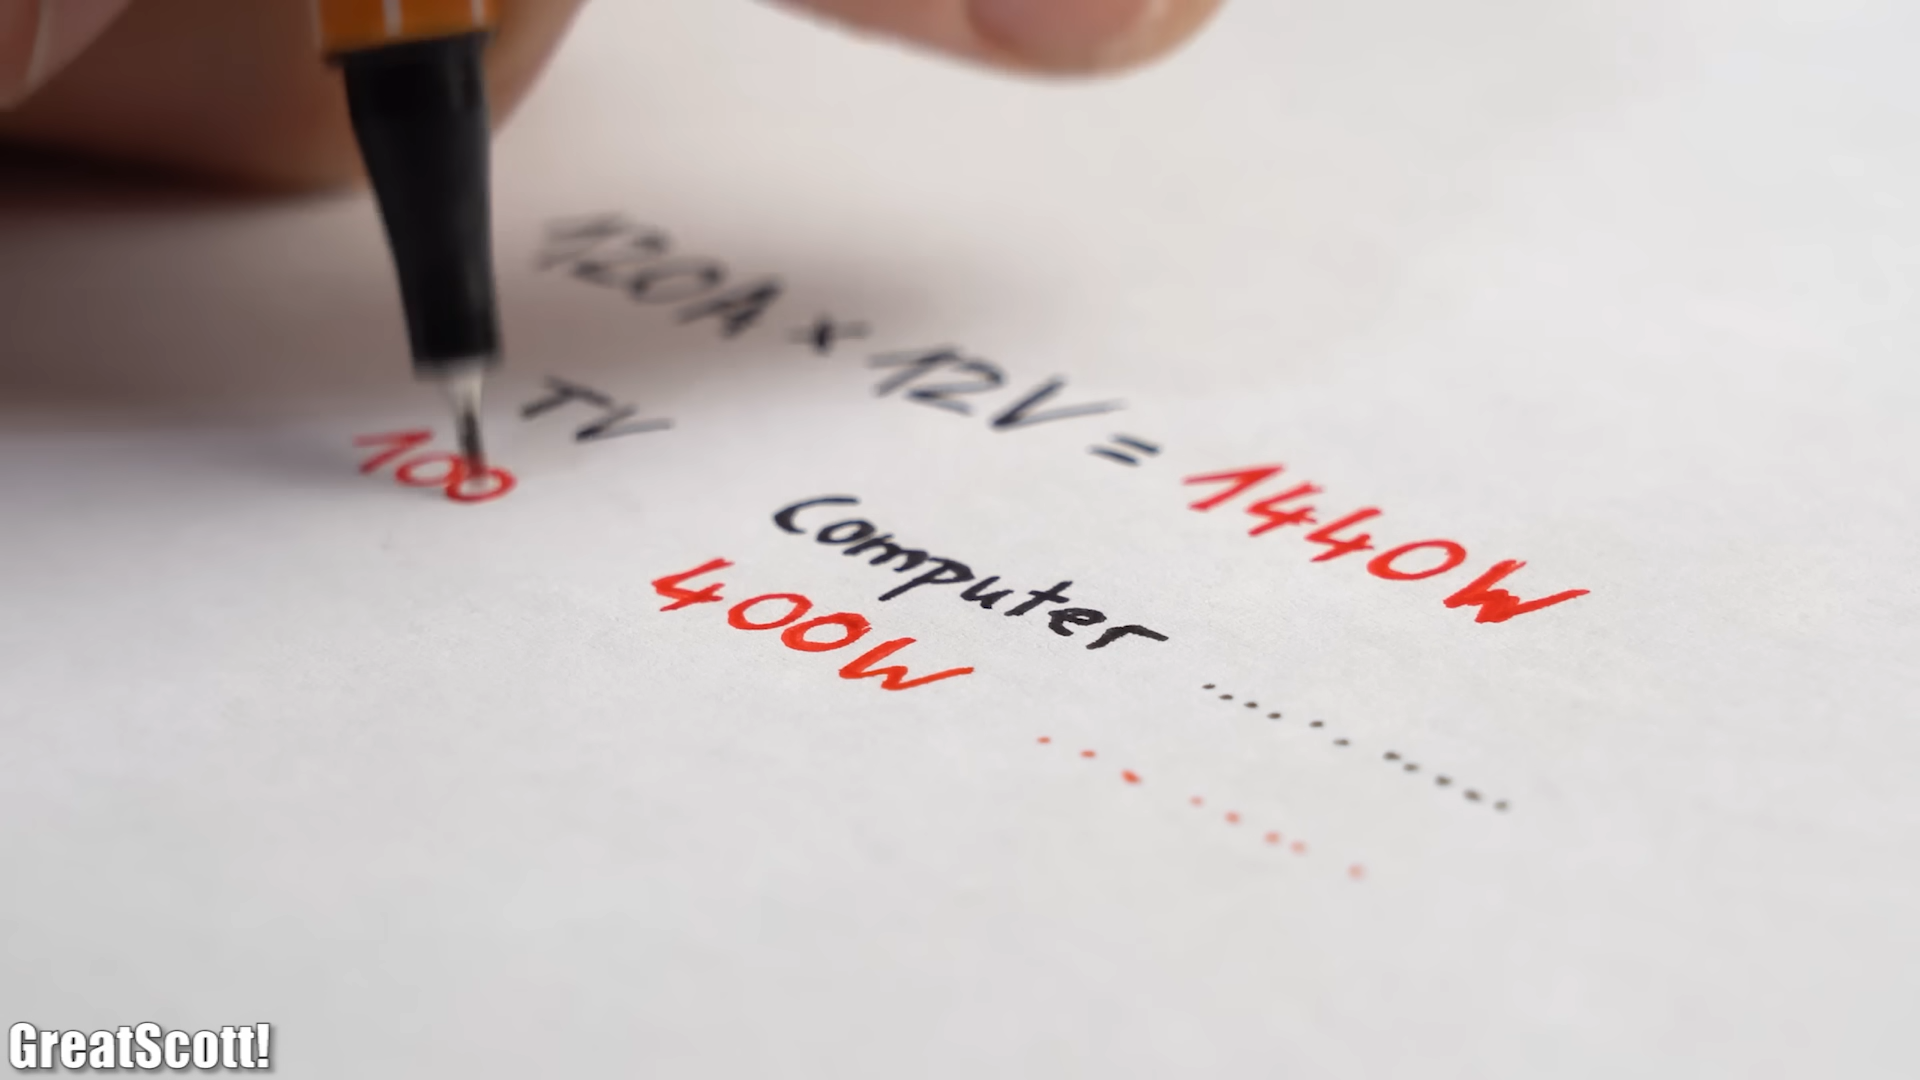 120A x 12V = 1440W
TV Computer ...........
100 400W ........
GreatScott!